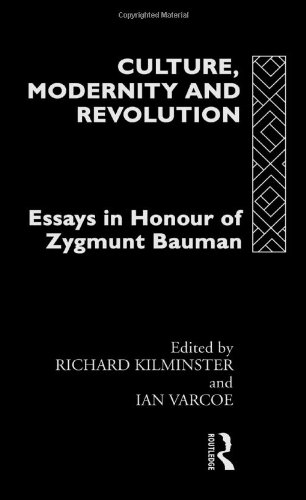 Copyrighted material
CULTURE,
MODERNITY AND
REVOLUTION
Essays in Honour of
Zygmunt Bauman
Edited by
RICHARD KILMINSTER
and
IAN VARCOE
ROUTLEDGE